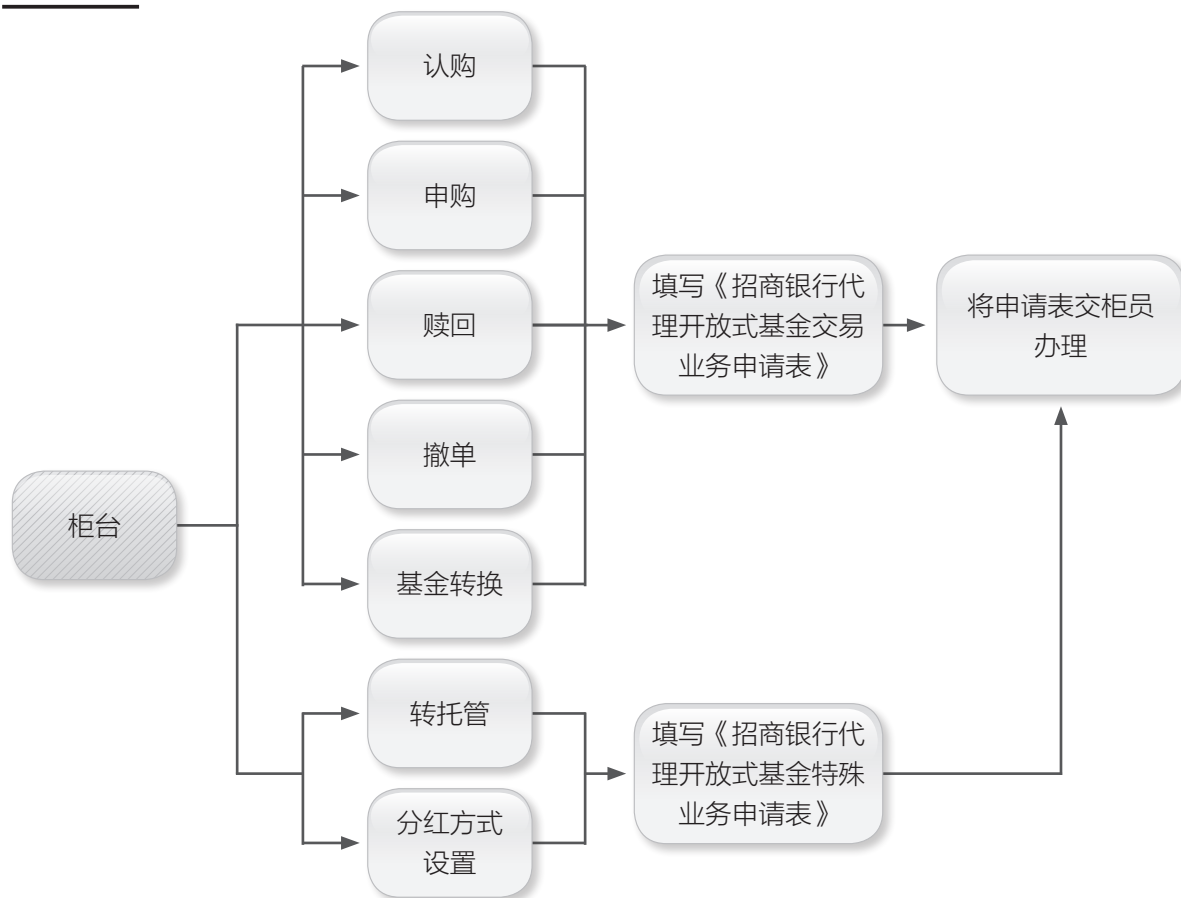 认购
申购
赎回
撤单
基金转换
柜台
转托管
分红方式
设置
填写《招商银行代
理开放式基金交易
业务申请表》
填写《招商银行代
理开放式基金特殊
业务申请表》
将申请表交柜员
办理